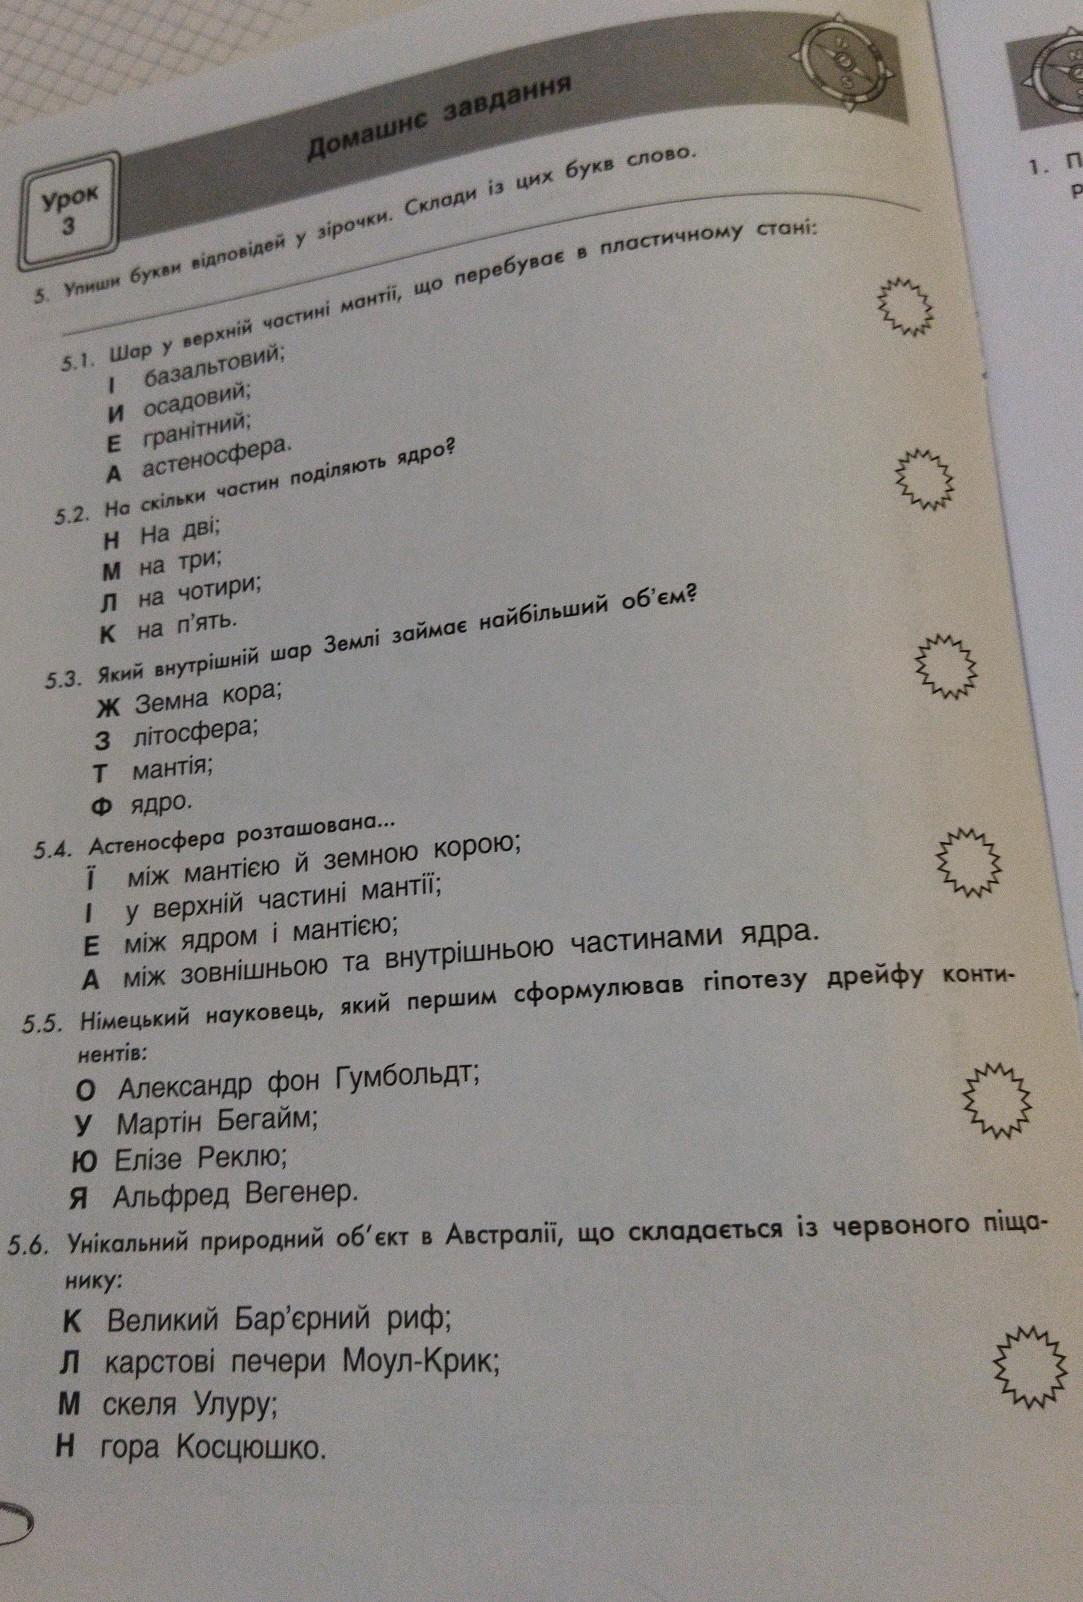 Домашнє завдання
Урок
3
5. Упиши букви відповідей у зірочки. Склади із цих букв слово.
5.1. Шар у верхній частині мантії, що перебуває в пластичному стані:
І базальтовий;
И осадовий;
Е гранітний;
А астеносфера.
5.2. На скільки частин поділяють ядро?
Н На дві;
М на три;
Л на чотири;
К на п'ять.
5.3. Який внутрішній шар Землі займає найбільший об'єм?
Ж Земна кора;
З літосфера;
Т мантія;
Ф ядро.
5.4. Астеносфера розташована...
Ї між мантією й земною корою;
І у верхній частині мантії;
Е між ядром і мантією;
А між зовнішньою та внутрішньою частинами ядра.
5.5. Німецький науковець, який першим сформулював гіпотезу дрейфу конти-
нентів:
О Александр фон Гумбольдт;
У Мартін Бегайм;
Ю Елізе Реклю;
Я Альфред Вегенер.
5.6. Унікальний природний об'єкт в Австралії, що складається із червоного піща-
нику:
К Великий Бар'єрний риф;
Л карстові печери Моул-Крик;
М скеля Улуру;
Н гора Косцюшко.
1. П